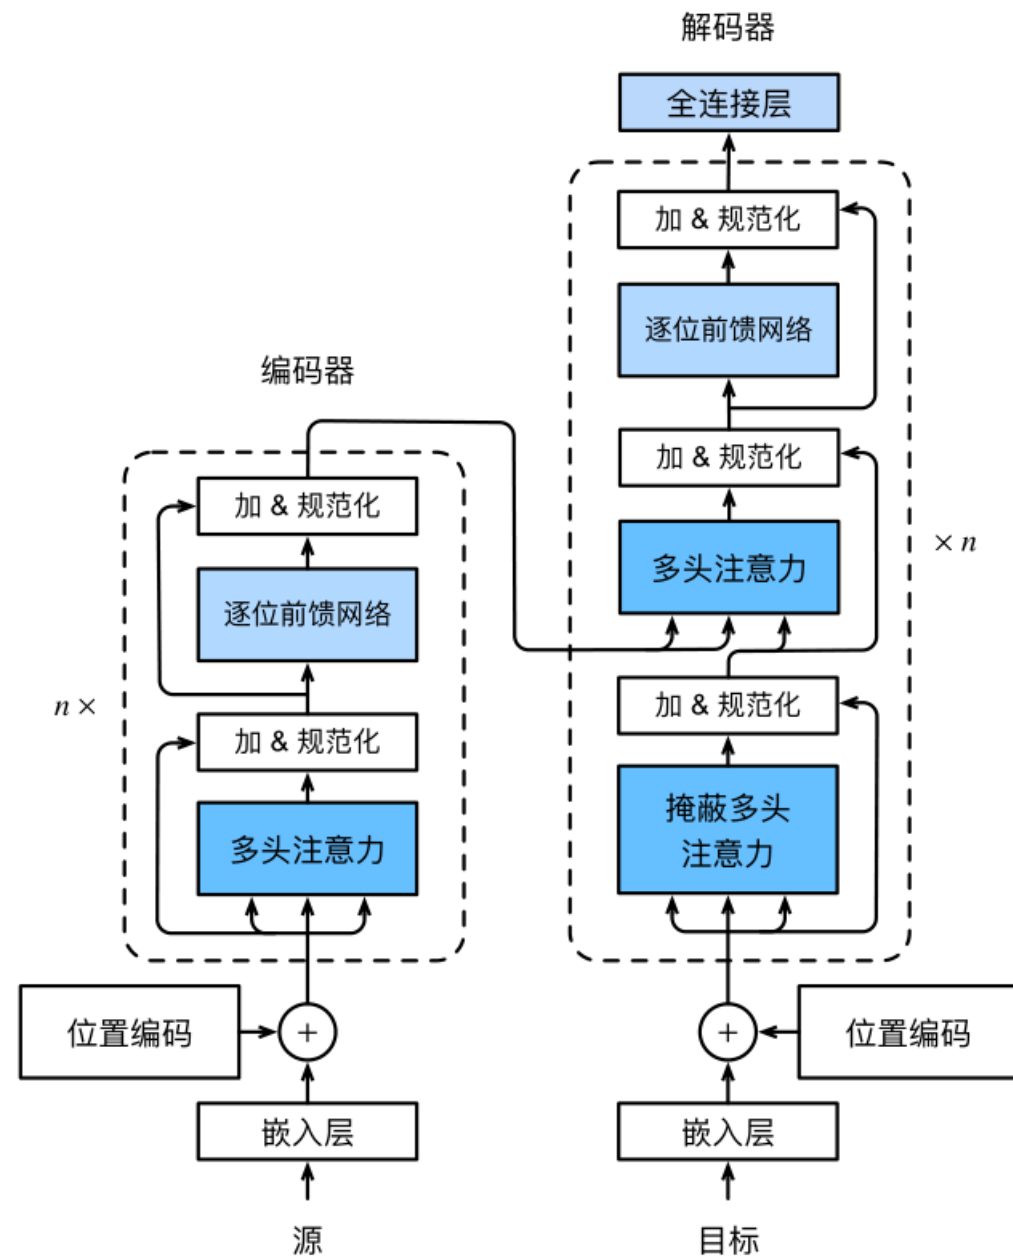 解码器
全连接层
加 & 规范化
逐位前馈网络
加 & 规范化
多头注意力
× n
加 & 规范化
掩蔽多头
注意力
位置编码
嵌入层
目标
编码器
加 & 规范化
逐位前馈网络
n ×
加 & 规范化
多头注意力
位置编码
嵌入层
源
+
+